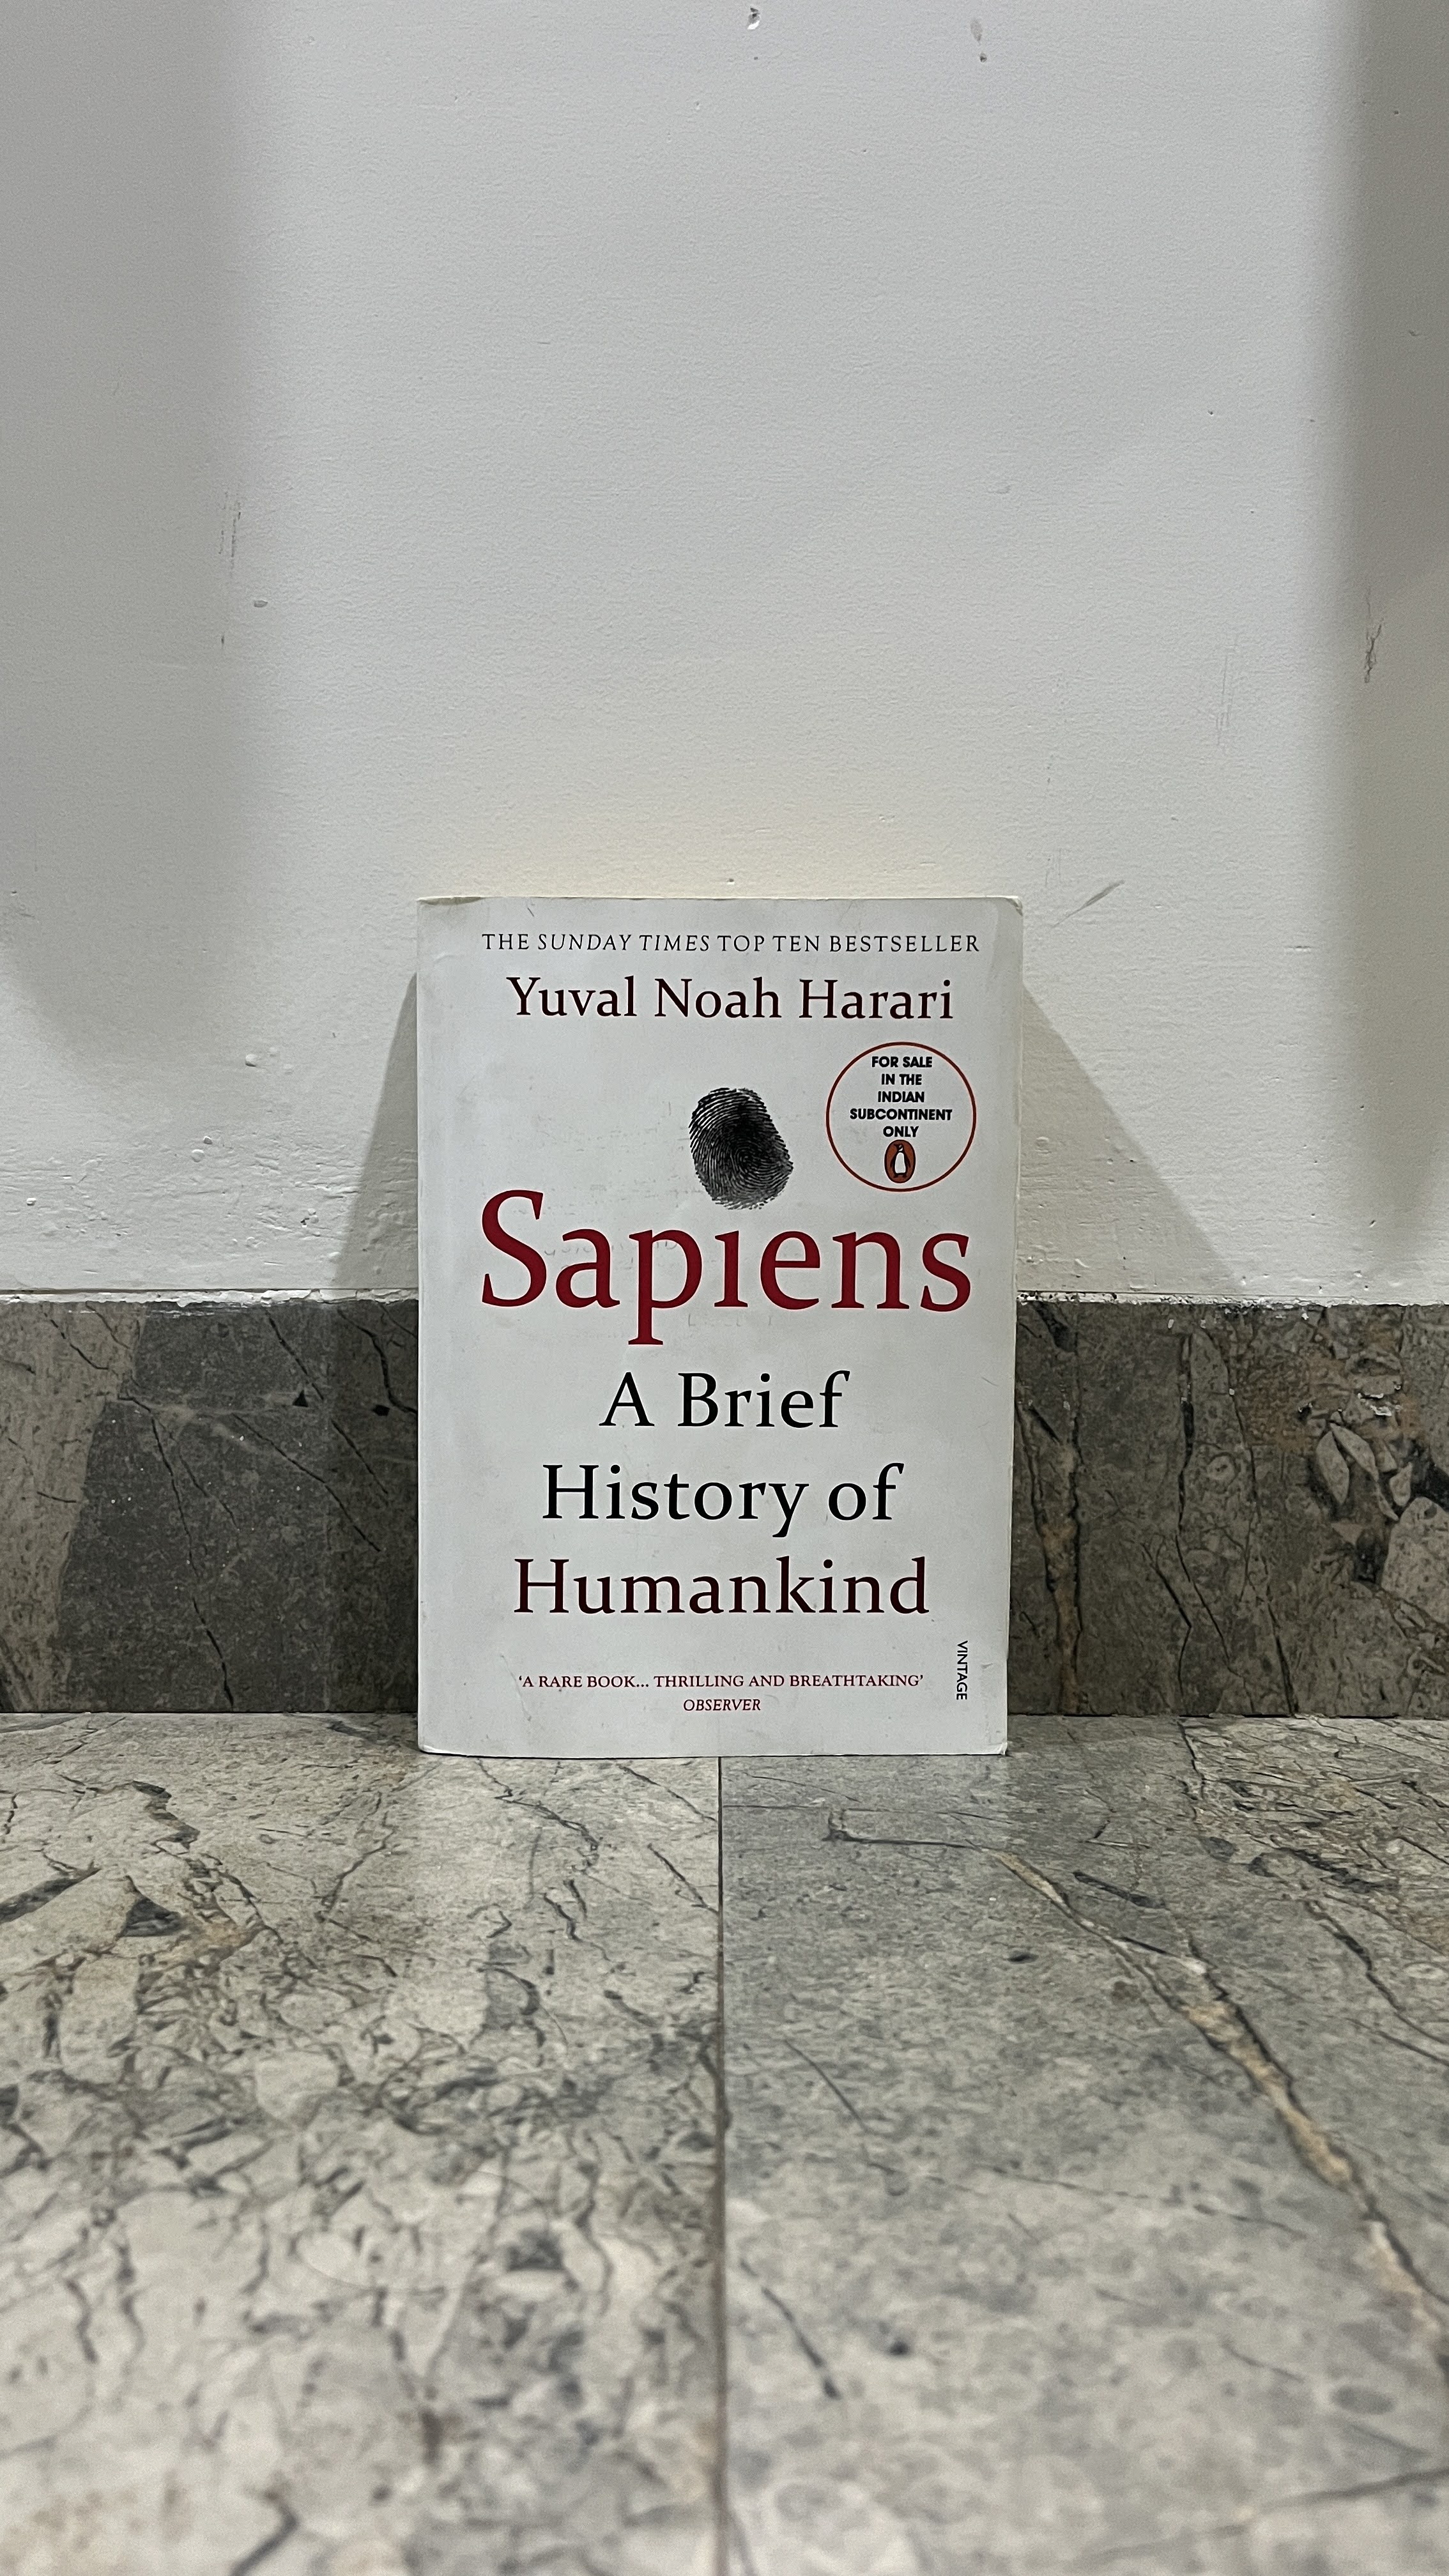 THE SUNDAY TIMES TOP TEN BESTSELLER
Yuval Noah Harari
FOR SALE
IN THE
INDIAN
SUBCONTINENT
ONLY
Sapiens
A Brief
History of
Humankind
VINTAGE
‘A RARE BOOK... THRILLING AND BREATHTAKING’
OBSERVER